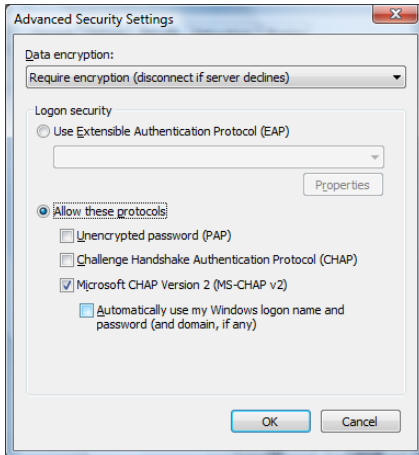 Advanced Security Settings
Data encryption:
Require encryption (disconnect if server declines)
Logon security
Use Extensible Authentication Protocol (EAP)
Properties
Allow these protocols
Unencrypted password (PAP)
Challenge Handshake Authentication Protocol (CHAP)
Microsoft CHAP Version 2 (MS-CHAP v2)
Automatically use my Windows logon name and
password (and domain, if any)
OK
Cancel